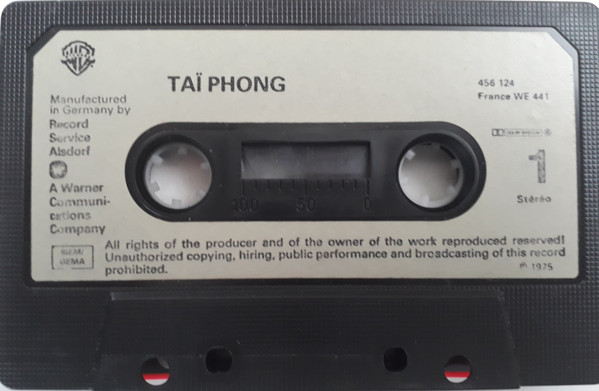 TAÏ PHONG
456 124
France WE 441
Manufactured
in Germany by
Record
Service
Alsdorf
A Warner
Communi-
cations
Company
1
Stéréo
100 50 0
BIEM/
GEMA
All rights of the producer and of the owner of the work reproduced reserved!
Unauthorized copying, hiring, public performance and broadcasting of this record
prohibited.
℗ 1975